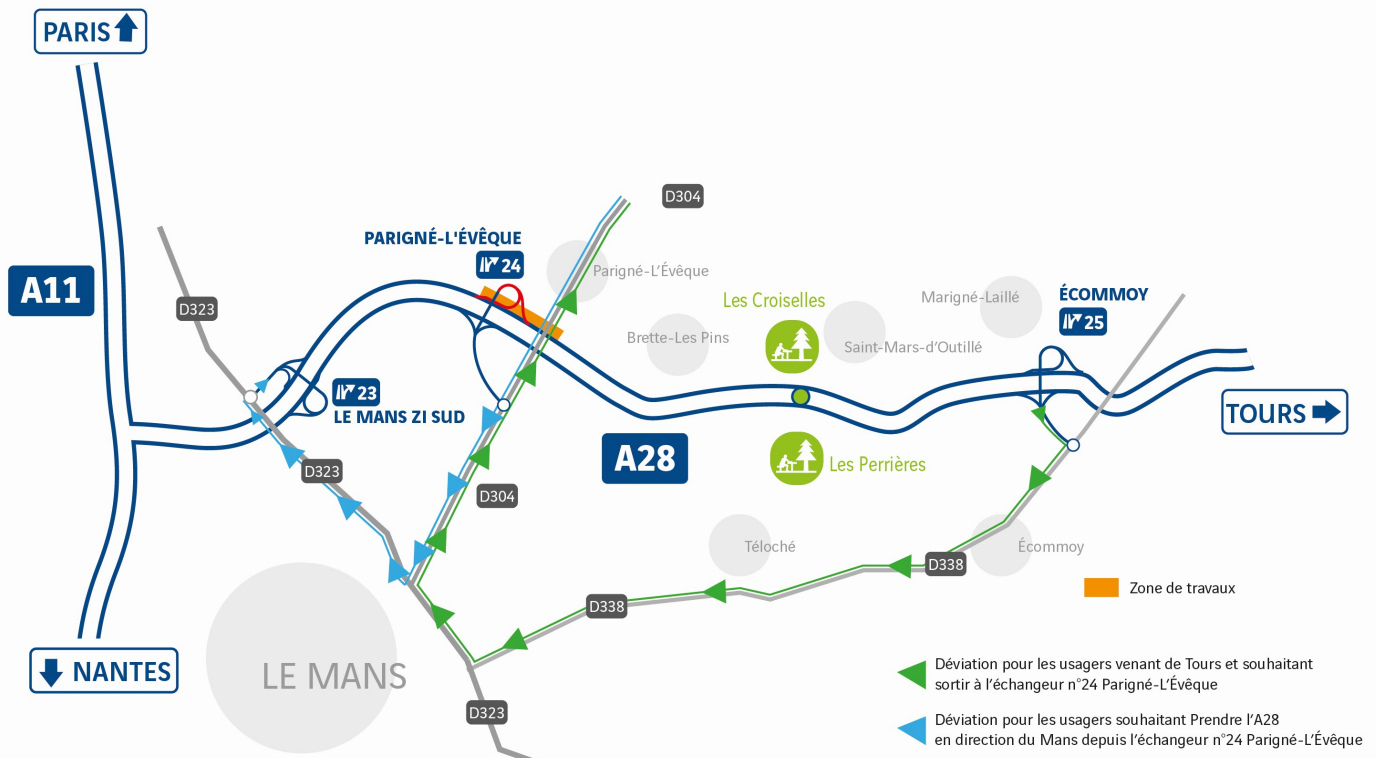 PARIS
D304
PARIGNÉ-L'ÉVÊQUE
24
Parigné-L'Évêque
A11
D323
Les Croiselles
Marigné-Laillé
ÉCOMMOY
25
Brette-Les Pins
Saint-Mars-d'Outillé
23
LE MANS ZI SUD
TOURS
A28
Les Perrières
D323
D304
Téloché
Écommoy
D338
Zone de travaux
D338
NANTES
LE MANS
D323
Déviation pour les usagers venant de Tours et souhaitant
sortir à l'échangeur n°24 Parigné-L'Évêque
Déviation pour les usagers souhaitant Prendre l'A28
en direction du Mans depuis l'échangeur n°24 Parigné-L'Évêque